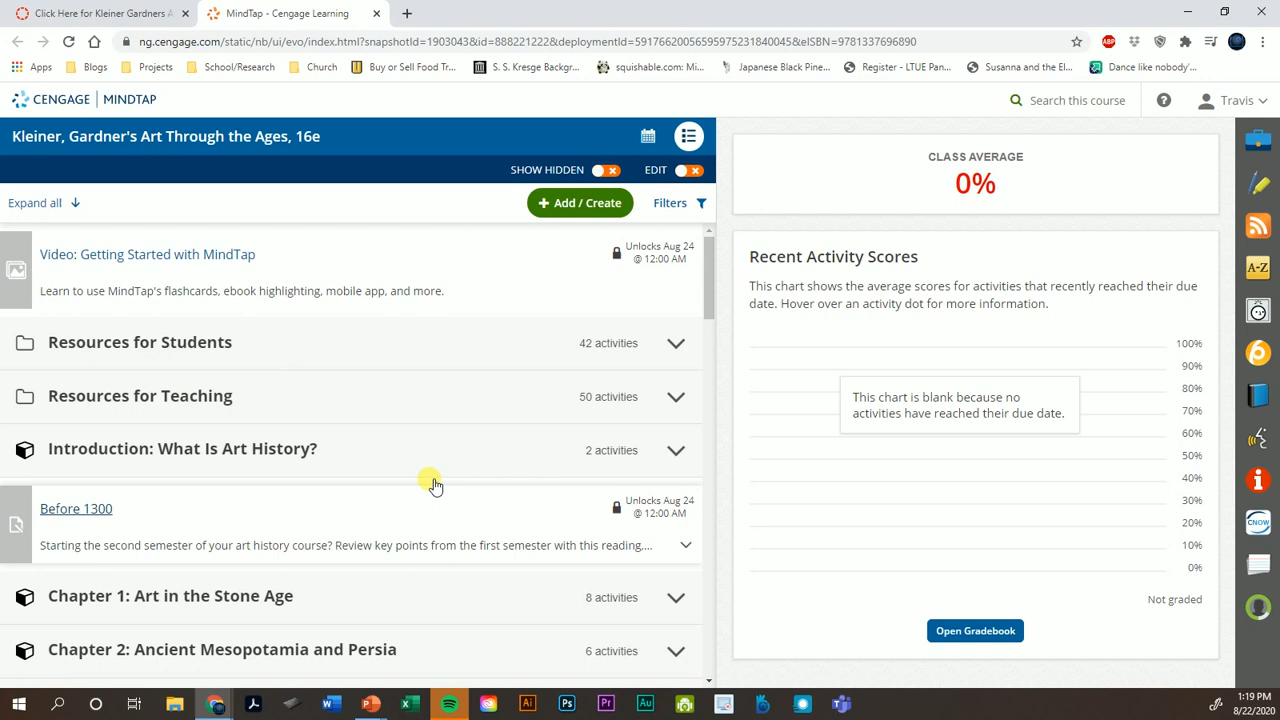 Click Here for Kleiner Gardners A
MindTap - Cengage Learning
ng.cengage.com/static/nb/ui/evo/index.html?snapshotId=1903043&id=888221222&deploymentId=59176620056595975231840045&eISBN=9781337696890
Apps
Blogs
Projects
School/Research
Church
Buy or Sell Food Tr...
S. S. Kresge Backgr...
squishable.com: Mi...
Japanese Black Pine...
Register - LTUE Pan...
Susanna and the El...
Dance like nobody'...
CENGAGE | MINDTAP
Search this course
Travis
Kleiner, Gardner's Art Through the Ages, 16e
SHOW HIDDEN
EDIT
Expand all
+ Add / Create
Filters
Video: Getting Started with MindTap
Unlocks Aug 24
@ 12:00 AM
Learn to use MindTap's flashcards, ebook highlighting, mobile app, and more.
Resources for Students
42 activities
Resources for Teaching
50 activities
Introduction: What Is Art History?
2 activities
Before 1300
Unlocks Aug 24
@ 12:00 AM
Starting the second semester of your art history course? Review key points from the first semester with this reading....
Chapter 1: Art in the Stone Age
8 activities
Chapter 2: Ancient Mesopotamia and Persia
6 activities
CLASS AVERAGE
0%
Recent Activity Scores
This chart shows the average scores for activities that recently reached their due
date. Hover over an activity dot for more information.
100%
90%
80%
70%
60%
50%
40%
30%
20%
10%
0%
This chart is blank because no
activities have reached their due date.
Not graded
Open Gradebook
ABP
A-Z
CNOW
Ai
Ps
Pr
Au
1:19 PM
8/22/2020